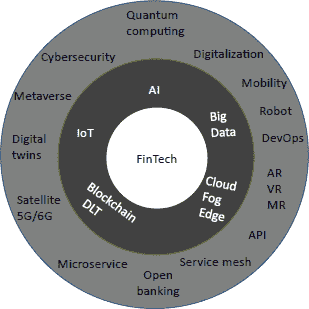 Quantum
computing
Cybersecurity
Digitalization
Metaverse
Mobility
AI
Robot
Big
Data
IoT
Digital
twins
DevOps
FinTech
AR
VR
MR
Cloud
Fog
Edge
Blockchain
DLT
Satellite
5G/6G
API
Microservice
Service mesh
Open
banking